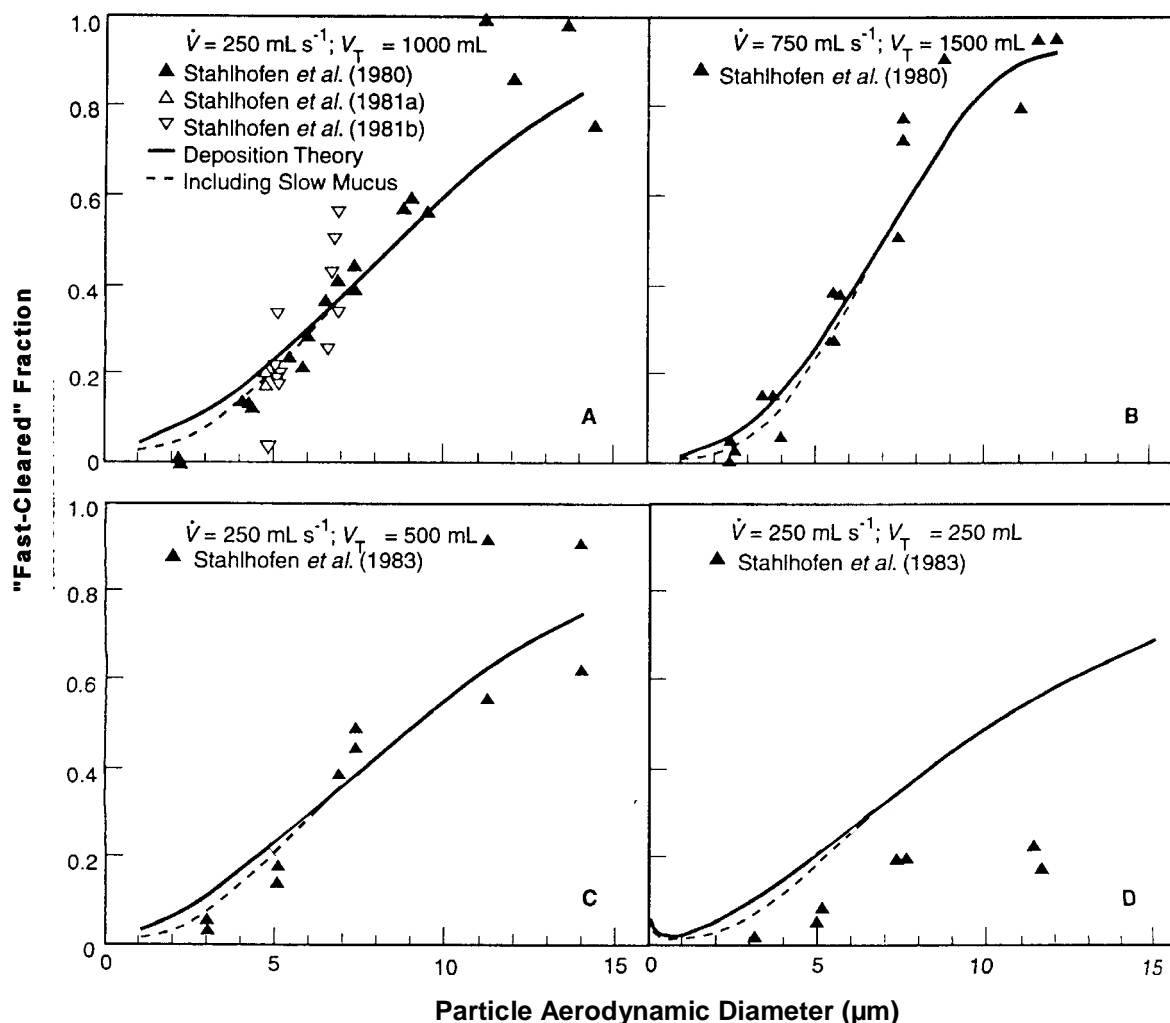 V̇ = 250 mL s⁻¹; V_T = 1000 mL
▲ Stahlhofen et al. (1980)
△ Stahlhofen et al. (1981a)
▽ Stahlhofen et al. (1981b)
Deposition Theory
Including Slow Mucus
A
1.0
0.8
0.6
0.4
0.2
0
V̇ = 750 mL s⁻¹; V_T = 1500 mL
▲ Stahlhofen et al. (1980)
B
V̇ = 250 mL s⁻¹; V_T = 500 mL
▲ Stahlhofen et al. (1983)
C
1.0
0.8
0.6
0.4
0.2
0
5
10
15
V̇ = 250 mL s⁻¹; V_T = 250 mL
▲ Stahlhofen et al. (1983)
D
0
5
10
15
"Fast-Cleared" Fraction
Particle Aerodynamic Diameter (µm)